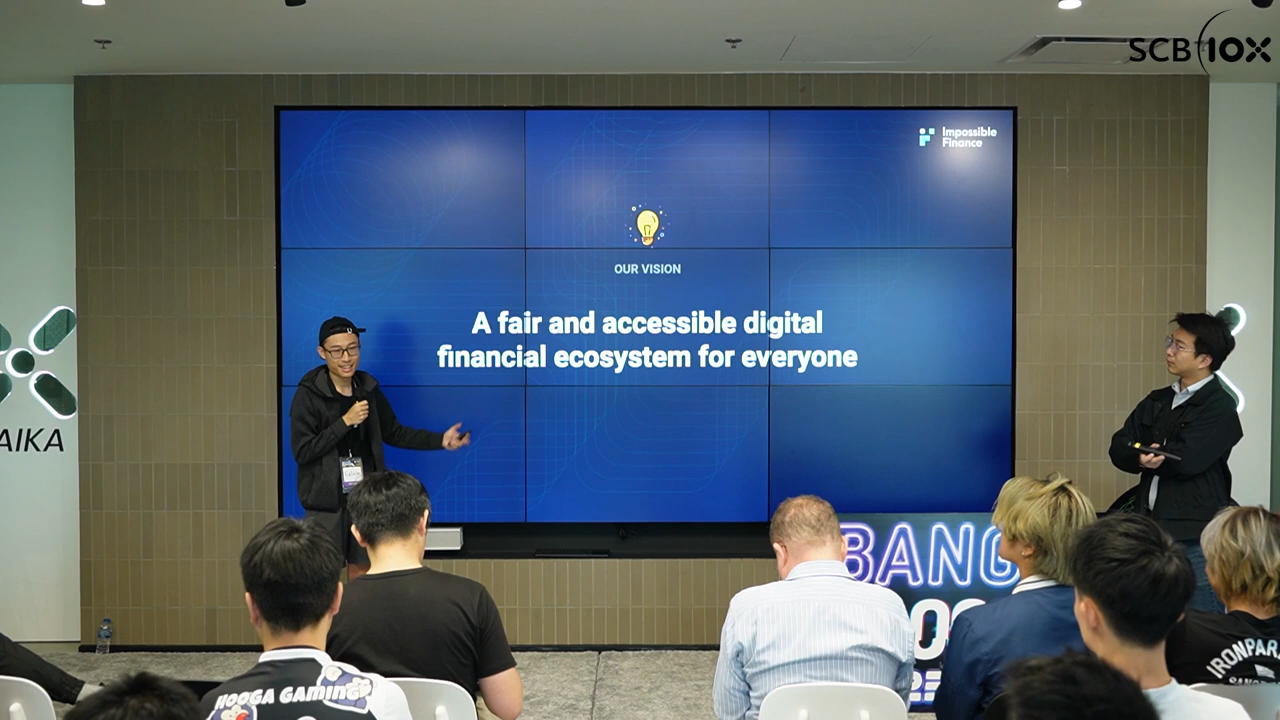 SCB 10X
Impossible
Finance
OUR VISION
A fair and accessible digital
financial ecosystem for everyone
AIKA
BANG
HOOGA GAMING
IRONPAR